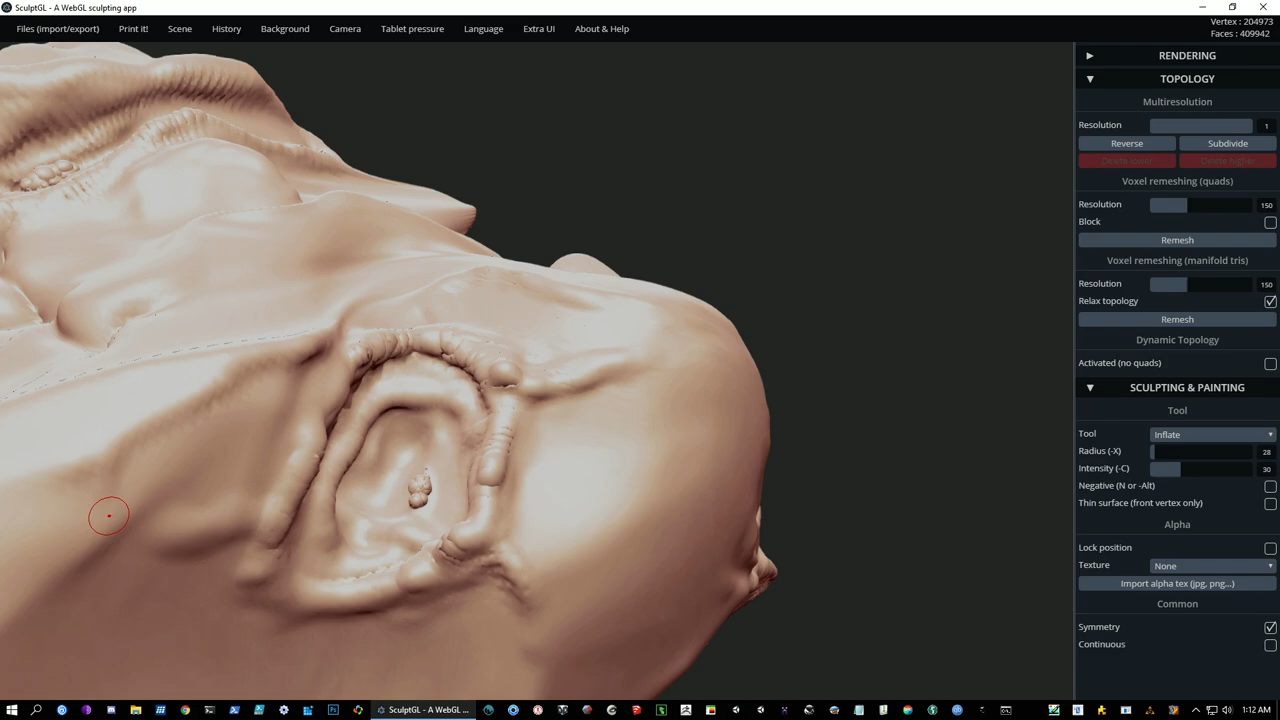 SculptGL - A WebGL sculpting app
Files (import/export) Print it! Scene History Background Camera Tablet pressure Language Extra UI About & Help
Vertex : 204973
Faces : 409942
RENDERING
TOPOLOGY
Multiresolution
Resolution 1
Reverse Subdivide
Delete lower Delete higher
Voxel remeshing (quads)
Resolution 150
Block
Remesh
Voxel remeshing (manifold tris)
Resolution 150
Relax topology
Remesh
Dynamic Topology
Activated (no quads)
SCULPTING & PAINTING
Tool
Tool Inflate
Radius (-X) 28
Intensity (-C) 30
Negative (N or -Alt)
Thin surface (front vertex only)
Alpha
Lock position
Texture None
Import alpha tex (jpg, png...)
Common
Symmetry
Continuous
SculptGL - A WebGL ...
1:12 AM